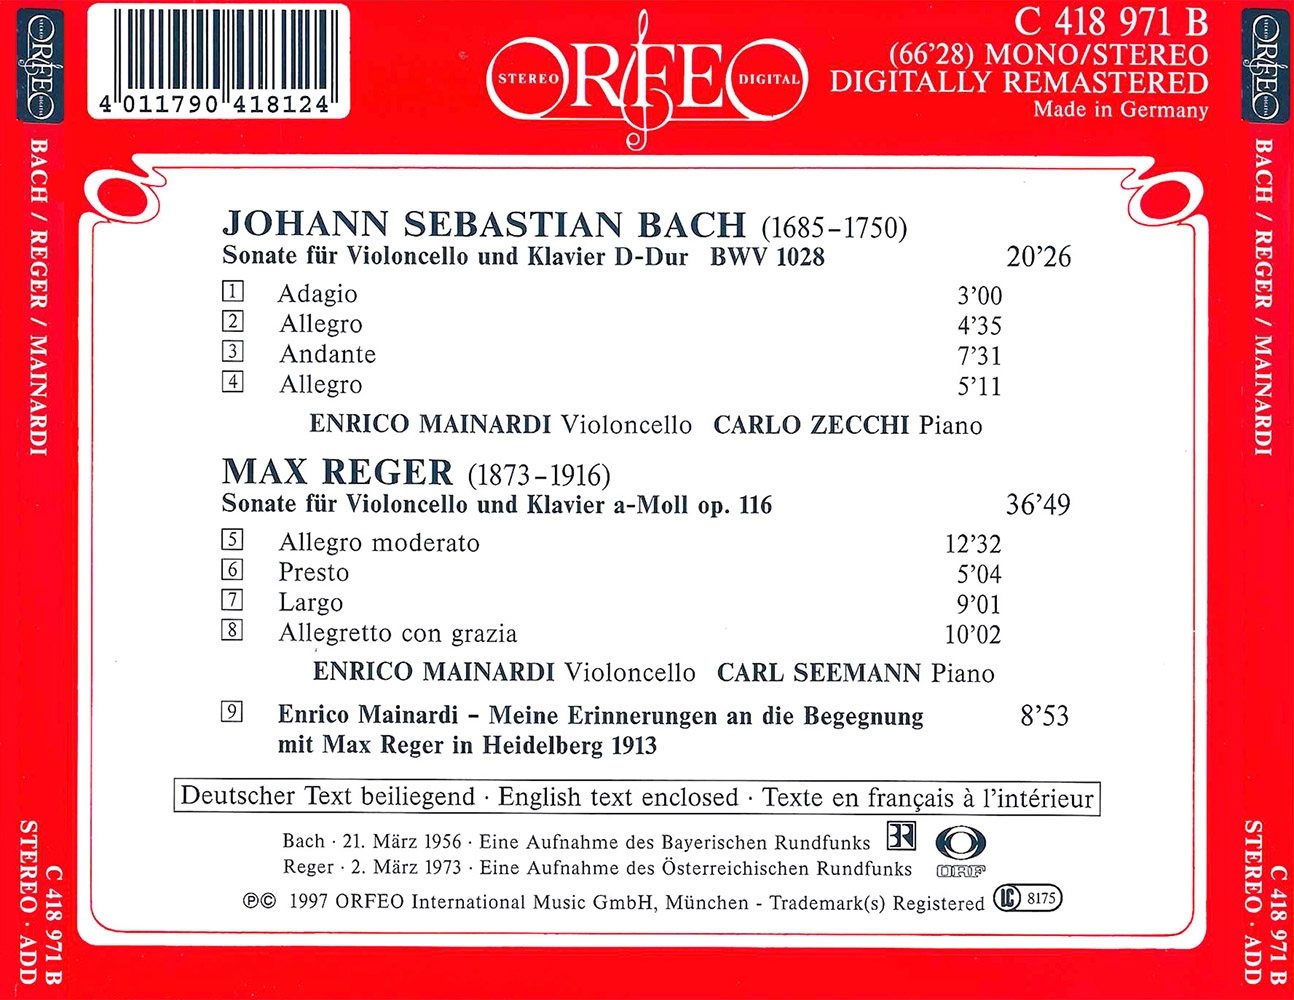 4 011790 418124
STEREO ORFEO DIGITAL
C 418 971 B
(66’28) MONO/STEREO
DIGITALLY REMASTERED
Made in Germany
STEREO ORFEO DIGITAL
BACH / REGER / MAINARDI
C 418 971 B
STEREO · ADD
JOHANN SEBASTIAN BACH (1685–1750)
Sonate für Violoncello und Klavier D-Dur BWV 1028 20’26
1 Adagio 3’00
2 Allegro 4’35
3 Andante 7’31
4 Allegro 5’11
ENRICO MAINARDI Violoncello CARLO ZECCHI Piano
MAX REGER (1873–1916)
Sonate für Violoncello und Klavier a-Moll op. 116 36’49
5 Allegro moderato 12’32
6 Presto 5’04
7 Largo 9’01
8 Allegretto con grazia 10’02
ENRICO MAINARDI Violoncello CARL SEEMANN Piano
9 Enrico Mainardi – Meine Erinnerungen an die Begegnung 8’53
mit Max Reger in Heidelberg 1913
Deutscher Text beiliegend · English text enclosed · Texte en français à l’intérieur
Bach · 21. März 1956 · Eine Aufnahme des Bayerischen Rundfunks BR
Reger · 2. März 1973 · Eine Aufnahme des Österreichischen Rundfunks ORF
℗© 1997 ORFEO International Music GmbH, München - Trademark(s) Registered LC 8175
STEREO ORFEO DIGITAL
BACH / REGER / MAINARDI
C 418 971 B
STEREO · ADD